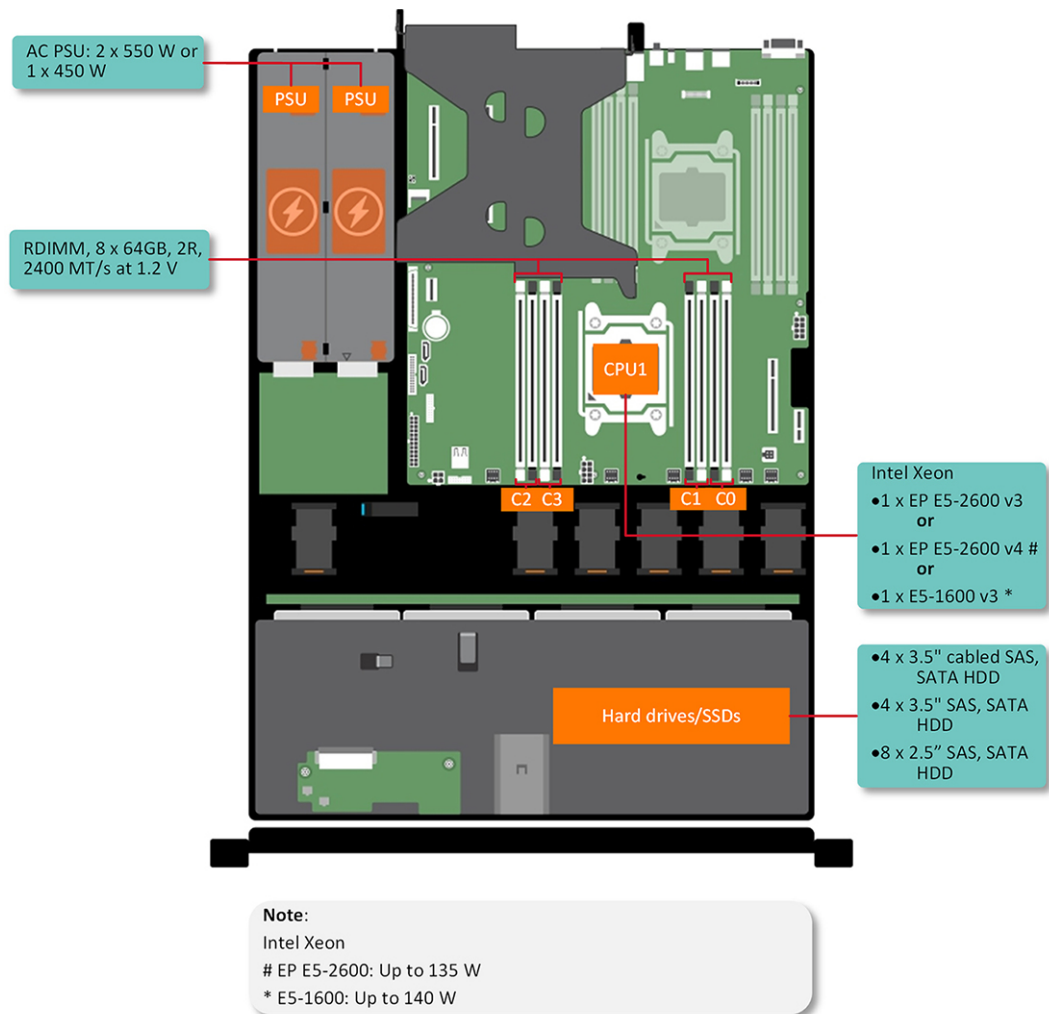 AC PSU: 2 x 550 W or
1 x 450 W
PSU PSU
RDIMM, 8 x 64GB, 2R,
2400 MT/s at 1.2 V
CPU1
C2 C3 C1 C0
Intel Xeon
●1 x EP E5-2600 v3
or
●1 x EP E5-2600 v4 #
or
●1 x E5-1600 v3 *
●4 x 3.5" cabled SAS,
SATA HDD
●4 x 3.5" SAS, SATA
HDD
●8 x 2.5” SAS, SATA
HDD
Hard drives/SSDs
Note:
Intel Xeon
# EP E5-2600: Up to 135 W
* E5-1600: Up to 140 W